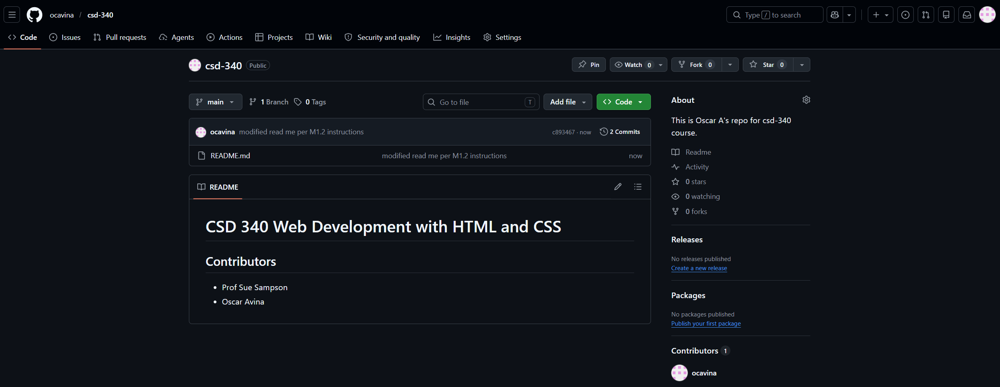 ocavina / csd-340
Type / to search
Code Issues Pull requests Agents Actions Projects Wiki Security and quality Insights Settings
csd-340 Public
Pin Watch 0 Fork 0 Star 0
main 1 Branch 0 Tags Go to file T Add file Code
ocavina modified read me per M1.2 instructions c893467 · now 2 Commits
README.md modified read me per M1.2 instructions now
README
CSD 340 Web Development with HTML and CSS
Contributors
• Prof Sue Sampson
• Oscar Avina
About
This is Oscar A's repo for csd-340
course.
Readme
Activity
0 stars
0 watching
0 forks
Releases
No releases published
Create a new release
Packages
No packages published
Publish your first package
Contributors 1
ocavina